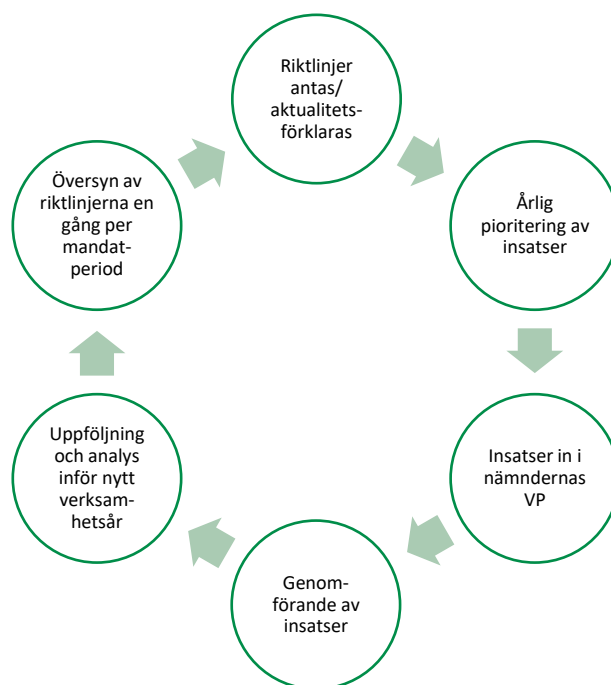 Riktlinjer
antas/
aktualitets-
förklaras
Årlig
pioritering av
insatser
Insatser in i
nämndernas
VP
Genom-
förande av
insatser
Uppföljning
och analys
inför nytt
verksam-
hetsår
Översyn av
riktlinjerna en
gång per
mandat-
period